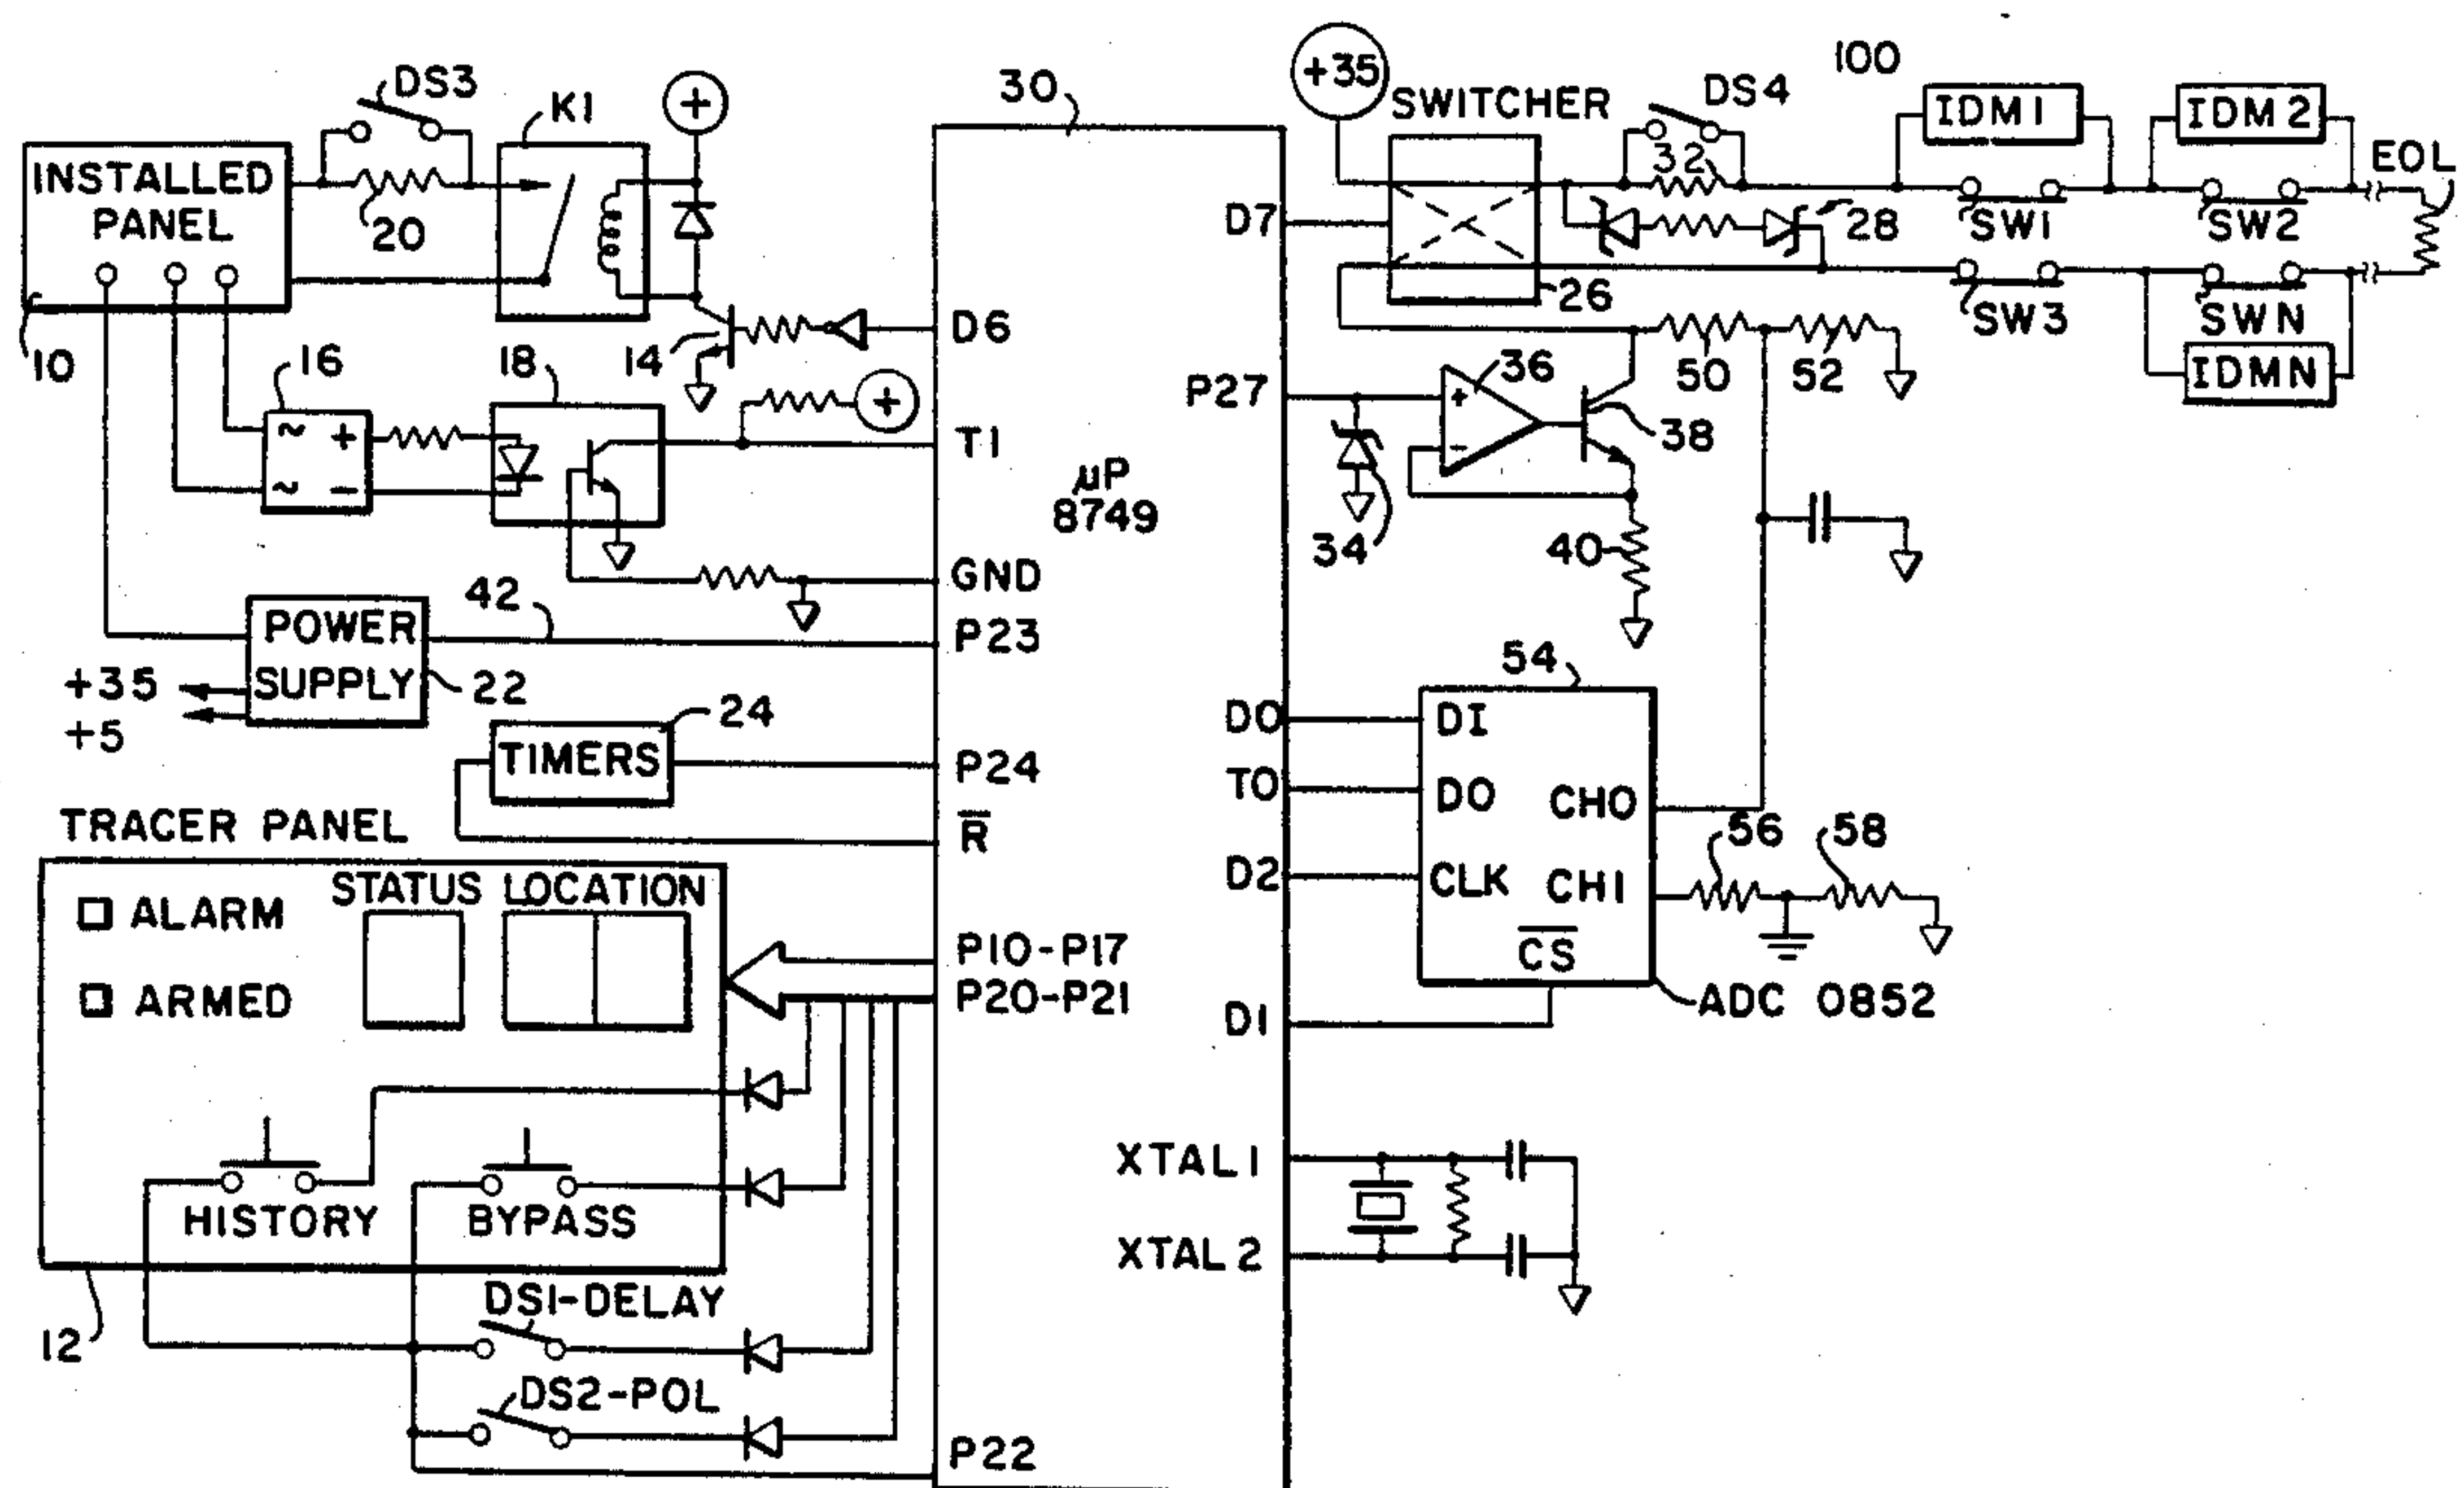 100
+35
DS3
K1
+
30
SWITCHER
DS4
IDM1
IDM2
EOL
INSTALLED
PANEL
20
32
D7
28
SW1
SW2
26
SW3
SWN
IDMN
10
16
18
14
D6
P27
36
50
52
+
T1
+
-
38
~ +
~ -
µP
8749
34
40
42
GND
POWER
SUPPLY
22
P23
+35
+5
54
24
TIMERS
P24
R̅
D0
DI
T0
DO
CH0
56
58
D2
CLK
CH1
C̅S̅
D1
ADC 0852
TRACER PANEL
STATUS LOCATION
ALARM
ARMED
P10-P17
P20-P21
HISTORY
BYPASS
XTAL1
XTAL2
12
DS1-DELAY
DS2-POL
P22